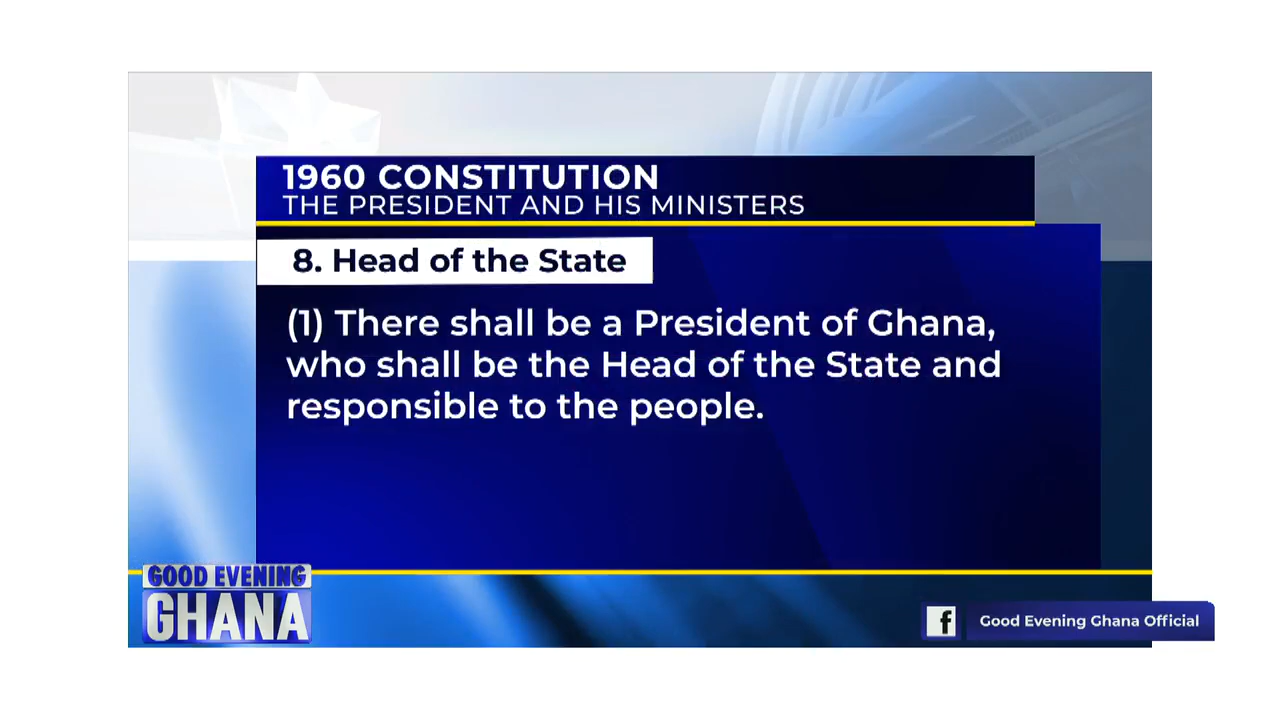 1960 CONSTITUTION
THE PRESIDENT AND HIS MINISTERS
8. Head of the State
(1) There shall be a President of Ghana,
who shall be the Head of the State and
responsible to the people.
GOOD EVENING
GHANA
f Good Evening Ghana Official